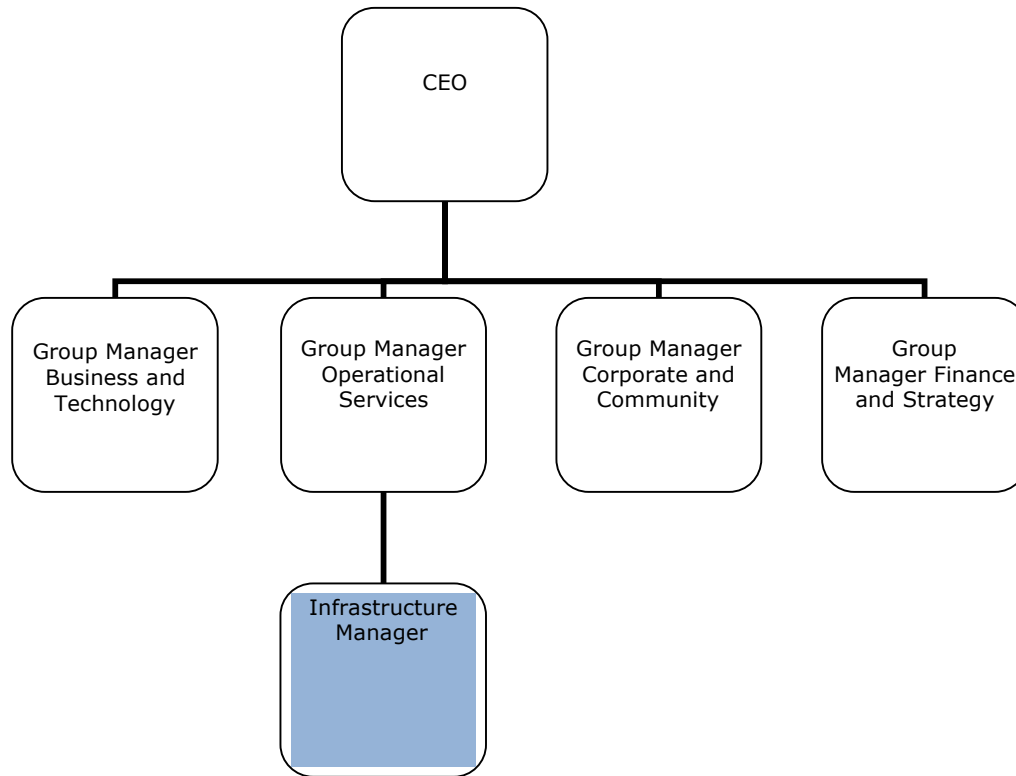 CEO
Group Manager
Business and
Technology
Group Manager
Operational
Services
Group Manager
Corporate and
Community
Group
Manager Finance
and Strategy
Infrastructure
Manager